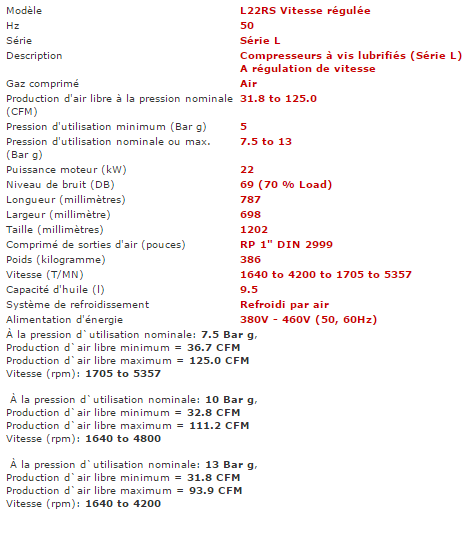 Modèle L22RS Vitesse régulée
Hz 50
Série Série L
Description Compresseurs à vis lubrifiés (Série L)
A régulation de vitesse
Gaz comprimé Air
Production d'air libre à la pression nominale 31.8 to 125.0
(CFM)
Pression d'utilisation minimum (Bar g) 5
Pression d'utilisation nominale ou max. 7.5 to 13
(Bar g)
Puissance moteur (kW) 22
Niveau de bruit (DB) 69 (70 % Load)
Longueur (millimètres) 787
Largeur (millimètre) 698
Taille (millimètres) 1202
Comprimé de sorties d'air (pouces) RP 1" DIN 2999
Poids (kilogramme) 386
Vitesse (T/MN) 1640 to 4200 to 1705 to 5357
Capacité d'huile (l) 9.5
Système de refroidissement Refroidi par air
Alimentation d'énergie 380V - 460V (50, 60Hz)
À la pression d`utilisation nominale: 7.5 Bar g,
Production d`air libre minimum = 36.7 CFM
Production d`air libre maximum = 125.0 CFM
Vitesse (rpm): 1705 to 5357
À la pression d`utilisation nominale: 10 Bar g,
Production d`air libre minimum = 32.8 CFM
Production d`air libre maximum = 111.2 CFM
Vitesse (rpm): 1640 to 4800
À la pression d`utilisation nominale: 13 Bar g,
Production d`air libre minimum = 31.8 CFM
Production d`air libre maximum = 93.9 CFM
Vitesse (rpm): 1640 to 4200